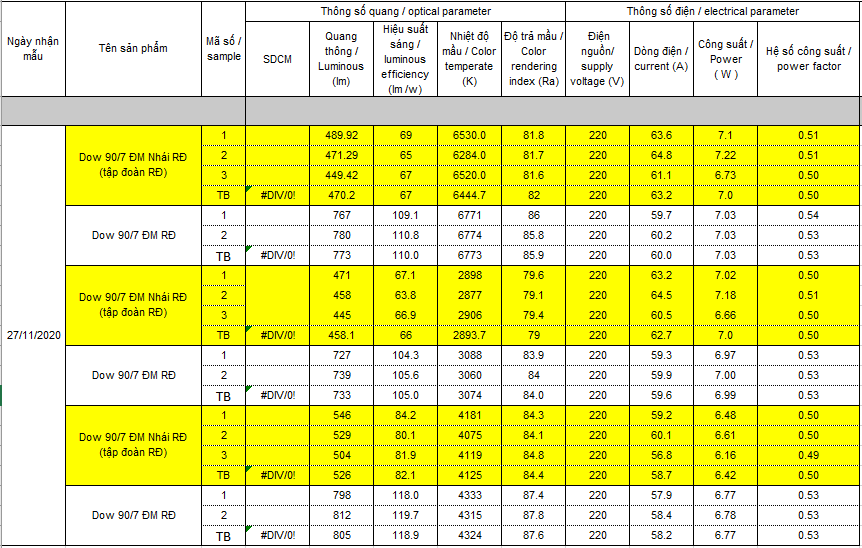 Ngày nhận mẫu	Tên sản phẩm	Mã số / sample	Thông số quang / optical parameter	Thông số điện / electrical parameter
SDCM	Quang thông / Luminous (lm)	Hiệu suất sáng / luminous efficiency (lm /w)	Nhiệt độ mầu / Color temperate (K)	Độ trả mầu / Color rendering index (Ra)	Điện nguồn/ supply voltage (V)	Dòng điện / current (A)	Công suất / Power ( W )	Hệ số công suất / power factor
27/11/2020
Dow 90/7 ĐM Nhái RĐ (tập đoàn RĐ)
1	489.92	69	6530.0	81.8	220	63.6	7.1	0.51
2	471.29	65	6284.0	81.7	220	64.8	7.22	0.51
3	449.42	67	6520.0	81.6	220	61.1	6.73	0.50
TB	#DIV/0!	470.2	67	6444.7	82	220	63.2	7.0	0.50
Dow 90/7 ĐM RĐ
1	767	109.1	6771	86	220	59.7	7.03	0.54
2	780	110.8	6774	85.8	220	60.2	7.03	0.53
TB	#DIV/0!	773	110.0	6773	85.9	220	60.0	7.03	0.53
Dow 90/7 ĐM Nhái RĐ (tập đoàn RĐ)
1	471	67.1	2898	79.6	220	63.2	7.02	0.50
2	458	63.8	2877	79.1	220	64.5	7.18	0.51
3	445	66.9	2906	79.4	220	60.5	6.66	0.50
TB	#DIV/0!	458.1	66	2893.7	79	220	62.7	7.0	0.50
Dow 90/7 ĐM RĐ
1	727	104.3	3088	83.9	220	59.3	6.97	0.53
2	739	105.6	3060	84	220	59.9	7.00	0.53
TB	#DIV/0!	733	105.0	3074	84.0	220	59.6	6.99	0.53
Dow 90/7 ĐM Nhái RĐ (tập đoàn RĐ)
1	546	84.2	4181	84.3	220	59.2	6.48	0.50
2	529	80.1	4075	84.1	220	60.1	6.61	0.50
3	504	81.9	4119	84.8	220	56.8	6.16	0.49
TB	#DIV/0!	526	82.1	4125	84.4	220	58.7	6.42	0.50
Dow 90/7 ĐM RĐ
1	798	118.0	4333	87.4	220	57.9	6.77	0.53
2	812	119.7	4315	87.8	220	58.4	6.78	0.53
TB	#DIV/0!	805	118.9	4324	87.6	220	58.2	6.77	0.53